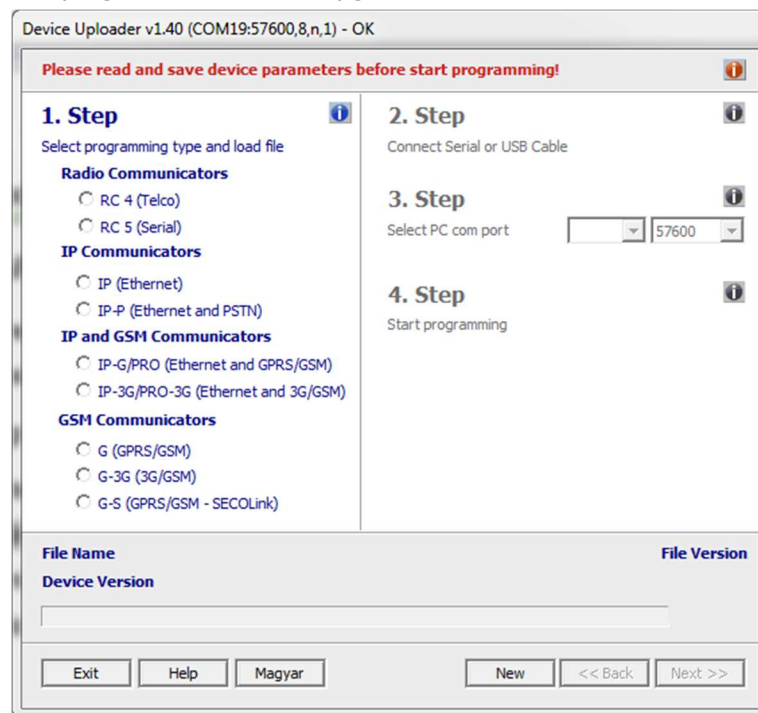 Device Uploader v1.40 (COM19:57600,8,n,1) - OK
Please read and save device parameters before start programming!
1. Step
Select programming type and load file
Radio Communicators
RC 4 (Telco)
RC 5 (Serial)
IP Communicators
IP (Ethernet)
IP-P (Ethernet and PSTN)
IP and GSM Communicators
IP-G/PRO (Ethernet and GPRS/GSM)
IP-3G/PRO-3G (Ethernet and 3G/GSM)
GSM Communicators
G (GPRS/GSM)
G-3G (3G/GSM)
G-S (GPRS/GSM - SECOLink)
2. Step
Connect Serial or USB Cable
3. Step
Select PC com port 57600
4. Step
Start programming
File Name File Version
Device Version
Exit Help Magyar New << Back Next >>